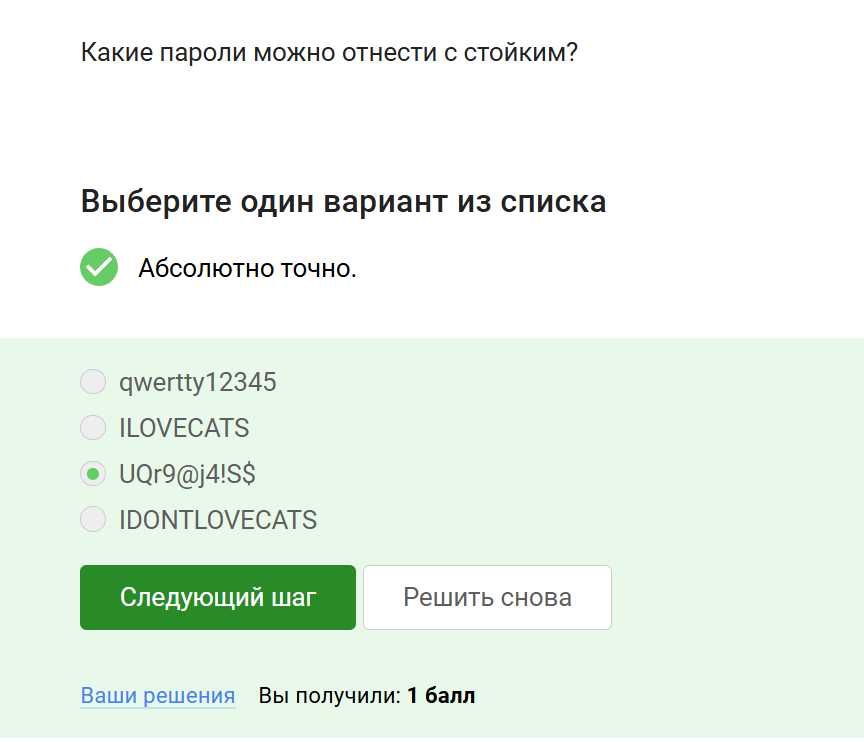 Какие пароли можно отнести с стойким?
Выберите один вариант из списка
Абсолютно точно.
qwertty12345
ILOVECATS
UQr9@j4!S$
IDONTLOVECATS
Следующий шаг Решить снова
Ваши решения Вы получили: 1 балл